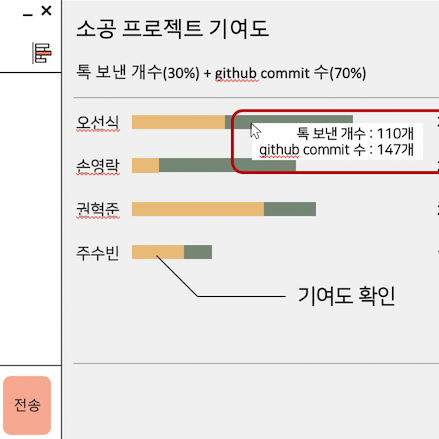 소공 프로젝트 기여도
톡 보낸 개수(30%) + github commit 수(70%)
오선식
톡 보낸 개수 : 110개
github commit 수 : 147개
손영락
권혁준
주수빈
기여도 확인
전송